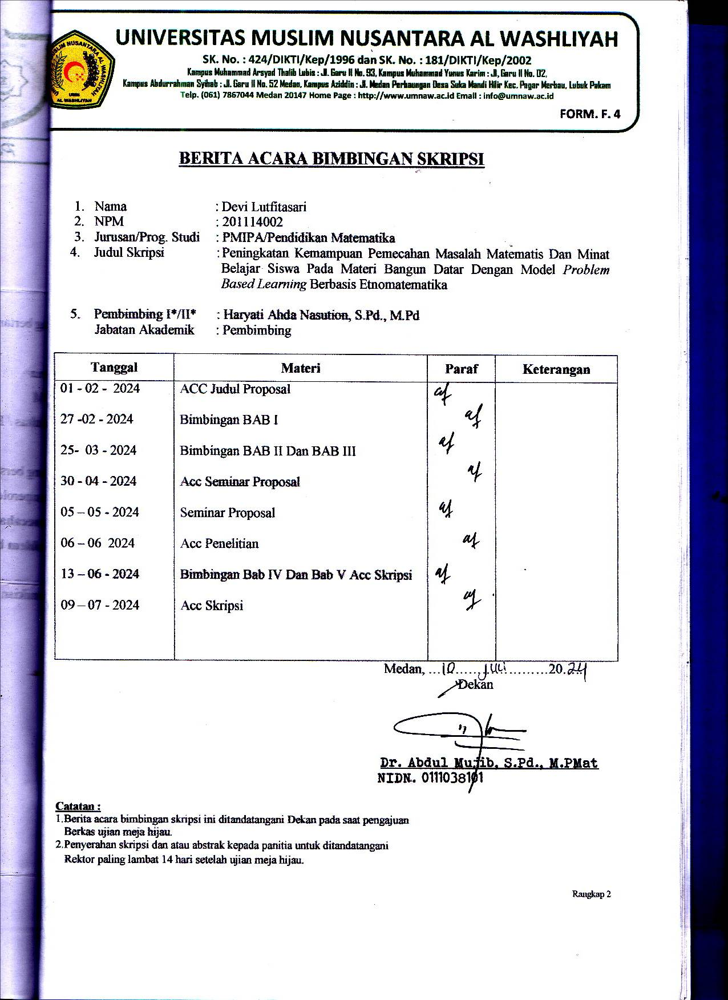 UNIVERSITAS MUSLIM NUSANTARA AL WASHLIYAH
SK. No. : 424/DIKTI/Kep/1996 dan SK. No. : 181/DIKTI/Kep/2002
Kampus Muhammad Arsyad Thalib Lubis : Jl. Garu II No. 93, Kampus Muhammad Yunus Karim : Jl. Garu II No. 02,
Kampus Abdurrahman Syihab : Jl. Garu II No. 52 Medan, Kampus Aziddin : Jl. Medan Perbaungan Desa Suka Mandi Hilir Kec. Pagar Merbau, Lubuk Pakam
Telp. (061) 7867044 Medan 20147 Home Page : http://www.umnaw.ac.id Email : info@umnaw.ac.id
FORM. F. 4
BERITA ACARA BIMBINGAN SKRIPSI
1. Nama : Devi Lutfitasari
2. NPM : 201114002
3. Jurusan/Prog. Studi : PMIPA/Pendidikan Matematika
4. Judul Skripsi : Peningkatan Kemampuan Pemecahan Masalah Matematis Dan Minat
Belajar Siswa Pada Materi Bangun Datar Dengan Model Problem
Based Learning Berbasis Etnomatematika
5. Pembimbing I*/II* : Haryati Ahda Nasution, S.Pd., M.Pd
Jabatan Akademik : Pembimbing
Tanggal Materi Paraf Keterangan
01 - 02 - 2024 ACC Judul Proposal
27 -02 - 2024 Bimbingan BAB I
25- 03 - 2024 Bimbingan BAB II Dan BAB III
30 - 04 - 2024 Acc Seminar Proposal
05 – 05 - 2024 Seminar Proposal
06 – 06 2024 Acc Penelitian
13 – 06 - 2024 Bimbingan Bab IV Dan Bab V Acc Skripsi
09 – 07 - 2024 Acc Skripsi
Medan, ...10......Juli..........20.24
Dekan
Dr. Abdul Mujib, S.Pd., M.PMat
NIDN. 0111038101
Catatan :
1.Berita acara bimbingan skripsi ini ditandatangani Dekan pada saat pengajuan
Berkas ujian meja hijau.
2.Penyerahan skripsi dan atau abstrak kepada panitia untuk ditandatangani
Rektor paling lambat 14 hari setelah ujian meja hijau.
Rangkap 2